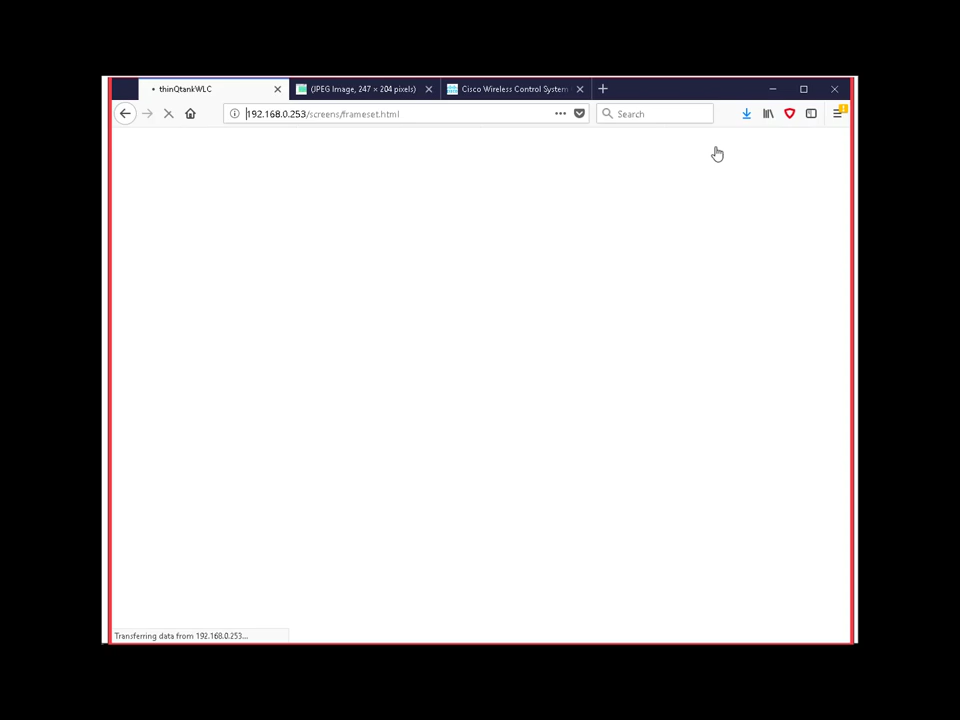 thinQtankWLC
(JPEG Image, 247 × 204 pixels)
Cisco Wireless Control System
192.168.0.253/screens/frameset.html
Search
Transferring data from 192.168.0.253...